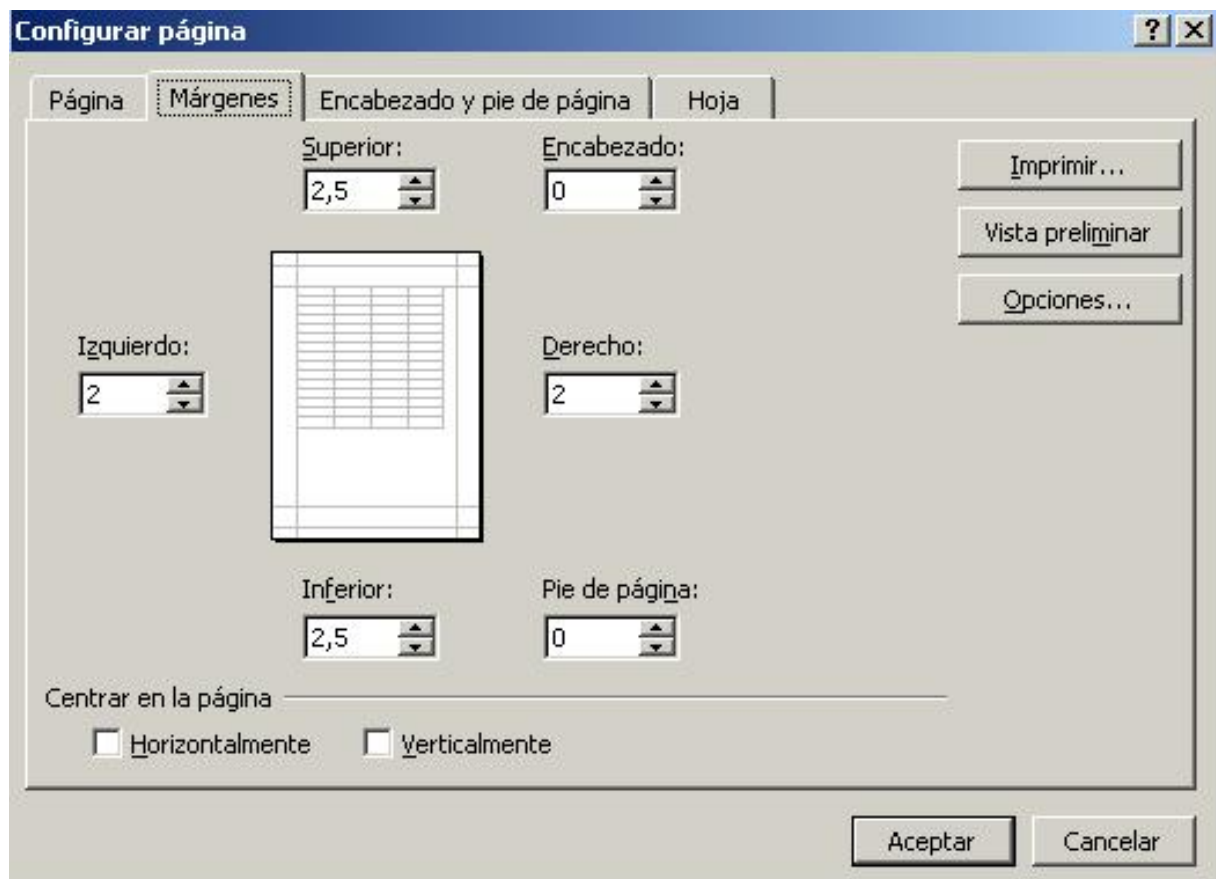 Configurar página
Página Márgenes Encabezado y pie de página Hoja
Superior: Encabezado:
2,5 0
Imprimir...
Vista preliminar
Opciones...
Izquierdo: Derecho:
2 2
Inferior: Pie de página:
2,5 0
Centrar en la página
Horizontalmente Verticalmente
Aceptar Cancelar